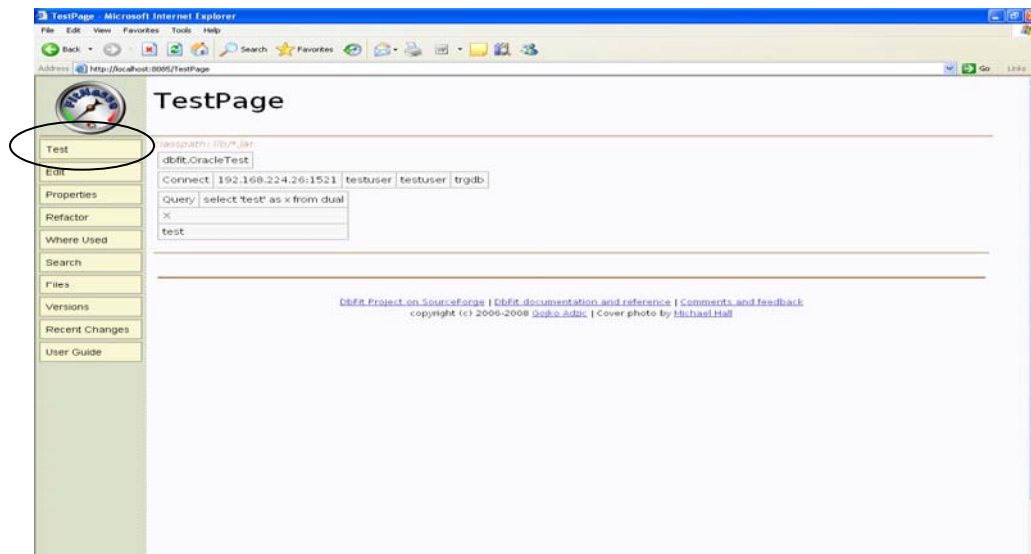 TestPage - Microsoft Internet Explorer
File Edit View Favorites Tools Help
Back Search Favorites
Address http://localhost:8085/TestPage Go Links
FitNesse
TestPage
Test
Edit
Properties
Refactor
Where Used
Search
Files
Versions
Recent Changes
User Guide
classpath: lib/*.jar
dbfit.OracleTest
Connect 192.168.224.26:1521 testuser testuser trgdb
Query select 'test' as x from dual
X
test
DbFit Project on SourceForge | DbFit documentation and reference | Comments and feedback
copyright (c) 2006-2008 Gojko Adzic | Cover photo by Michael Hall